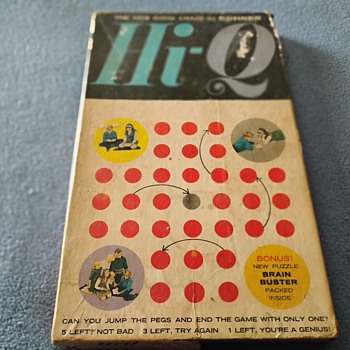 THE NEW GAME CRAZE by KOHNER
Hi-Q
BONUS!
NEW PUZZLE
BRAIN
BUSTER
PACKED
INSIDE
CAN YOU JUMP THE PEGS AND END THE GAME WITH ONLY ONE?
5 LEFT? NOT BAD 3 LEFT, TRY AGAIN 1 LEFT, YOU'RE A GENIUS!